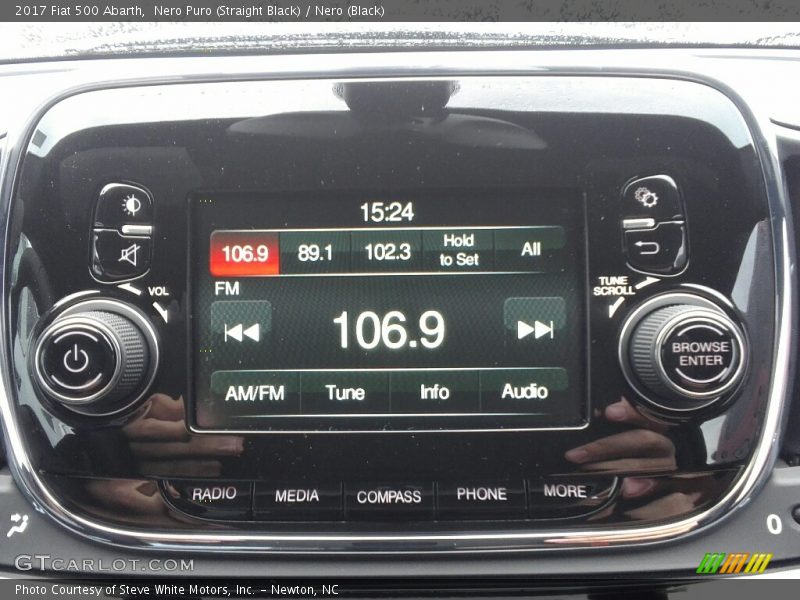 2017 Fiat 500 Abarth, Nero Puro (Straight Black) / Nero (Black)
15:24
106.9 89.1 102.3 Hold to Set All
FM
VOL
TUNE SCROLL
106.9
BROWSE ENTER
AM/FM Tune Info Audio
RADIO MEDIA COMPASS PHONE MORE
0
GTCARLOT.COM
Photo Courtesy of Steve White Motors, Inc. – Newton, NC